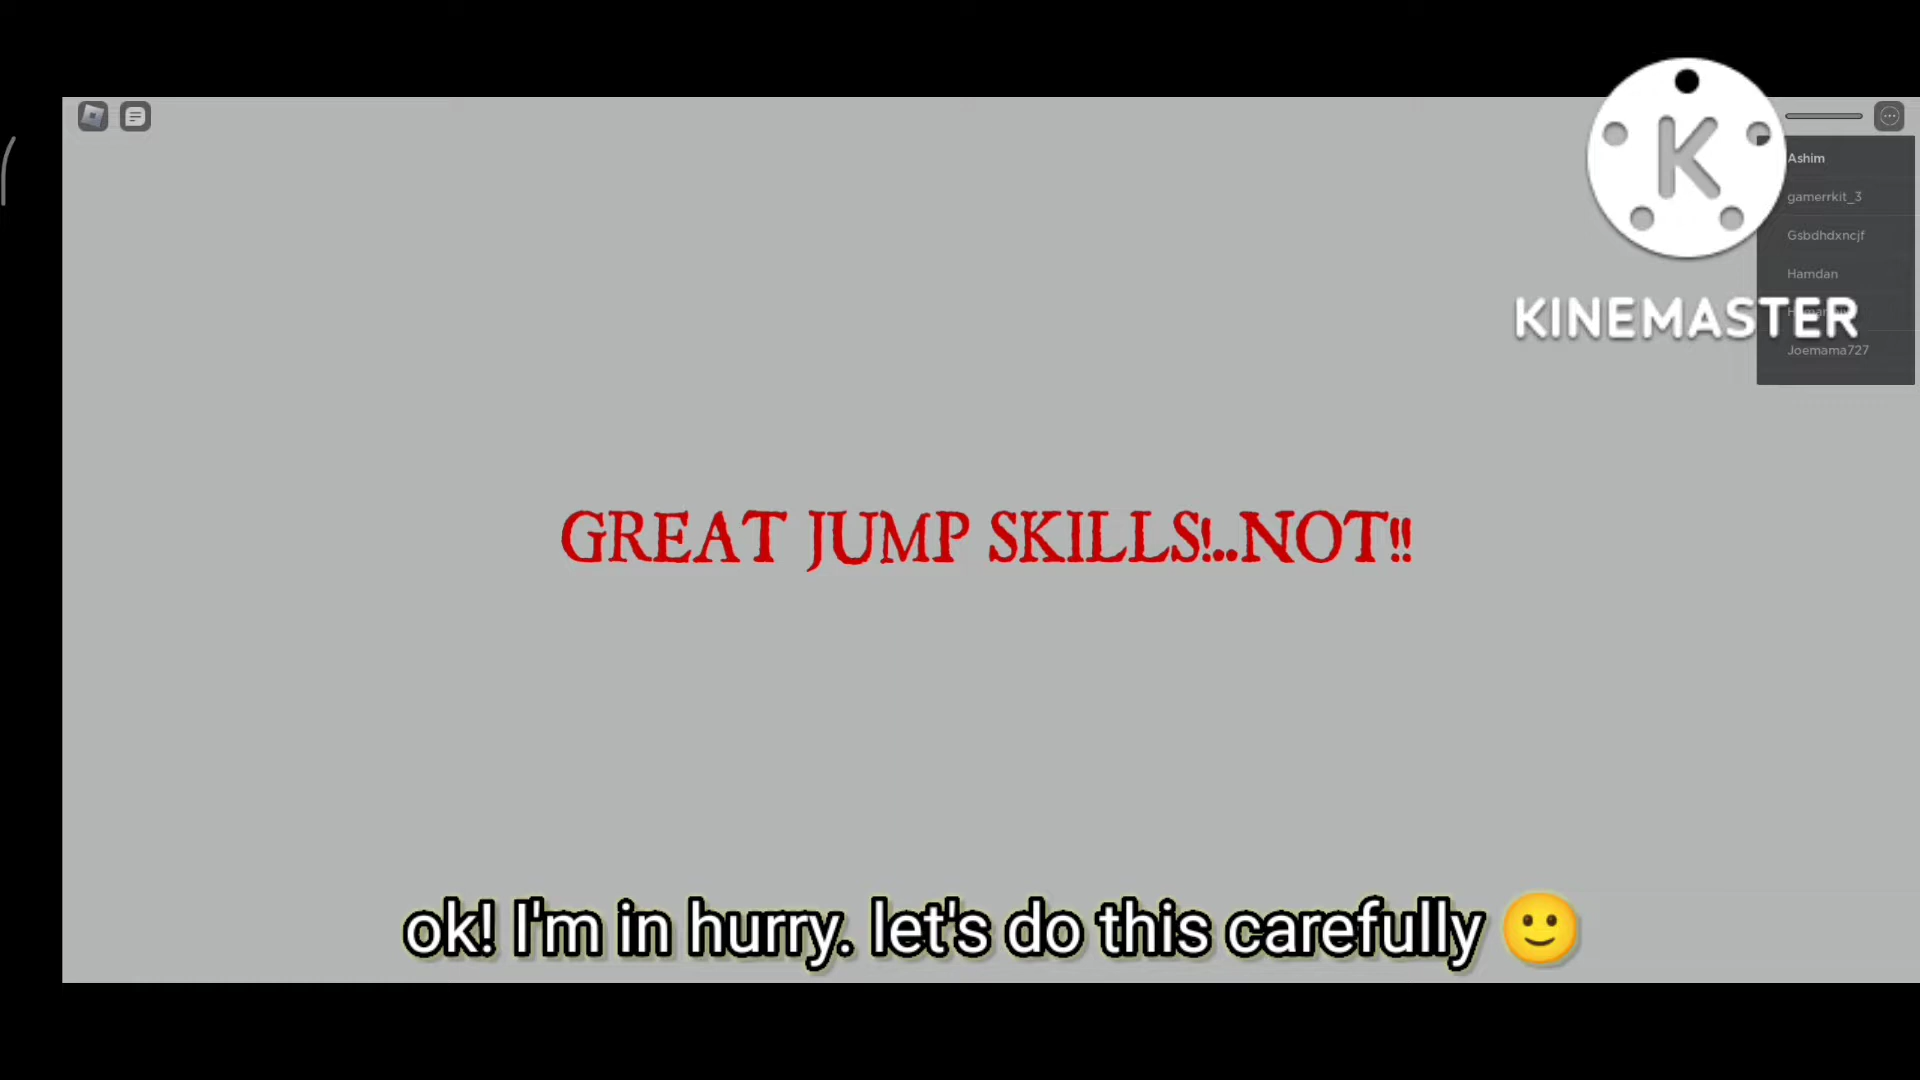 K
KINEMASTER
Ashim
gamerrkit_3
Gsbdhdxncjf
Hamdan
Joemama727
GREAT JUMP SKILLS!..NOT!!
ok! I'm in hurry. let's do this carefully 🙂